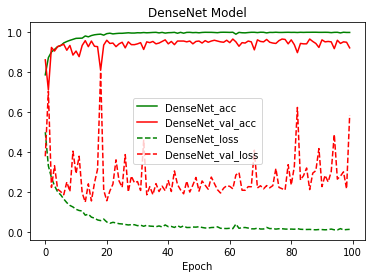 DenseNet Model
1.0
0.8
0.6
0.4
0.2
0.0
DenseNet_acc
DenseNet_val_acc
DenseNet_loss
DenseNet_val_loss
0 20 40 60 80 100
Epoch